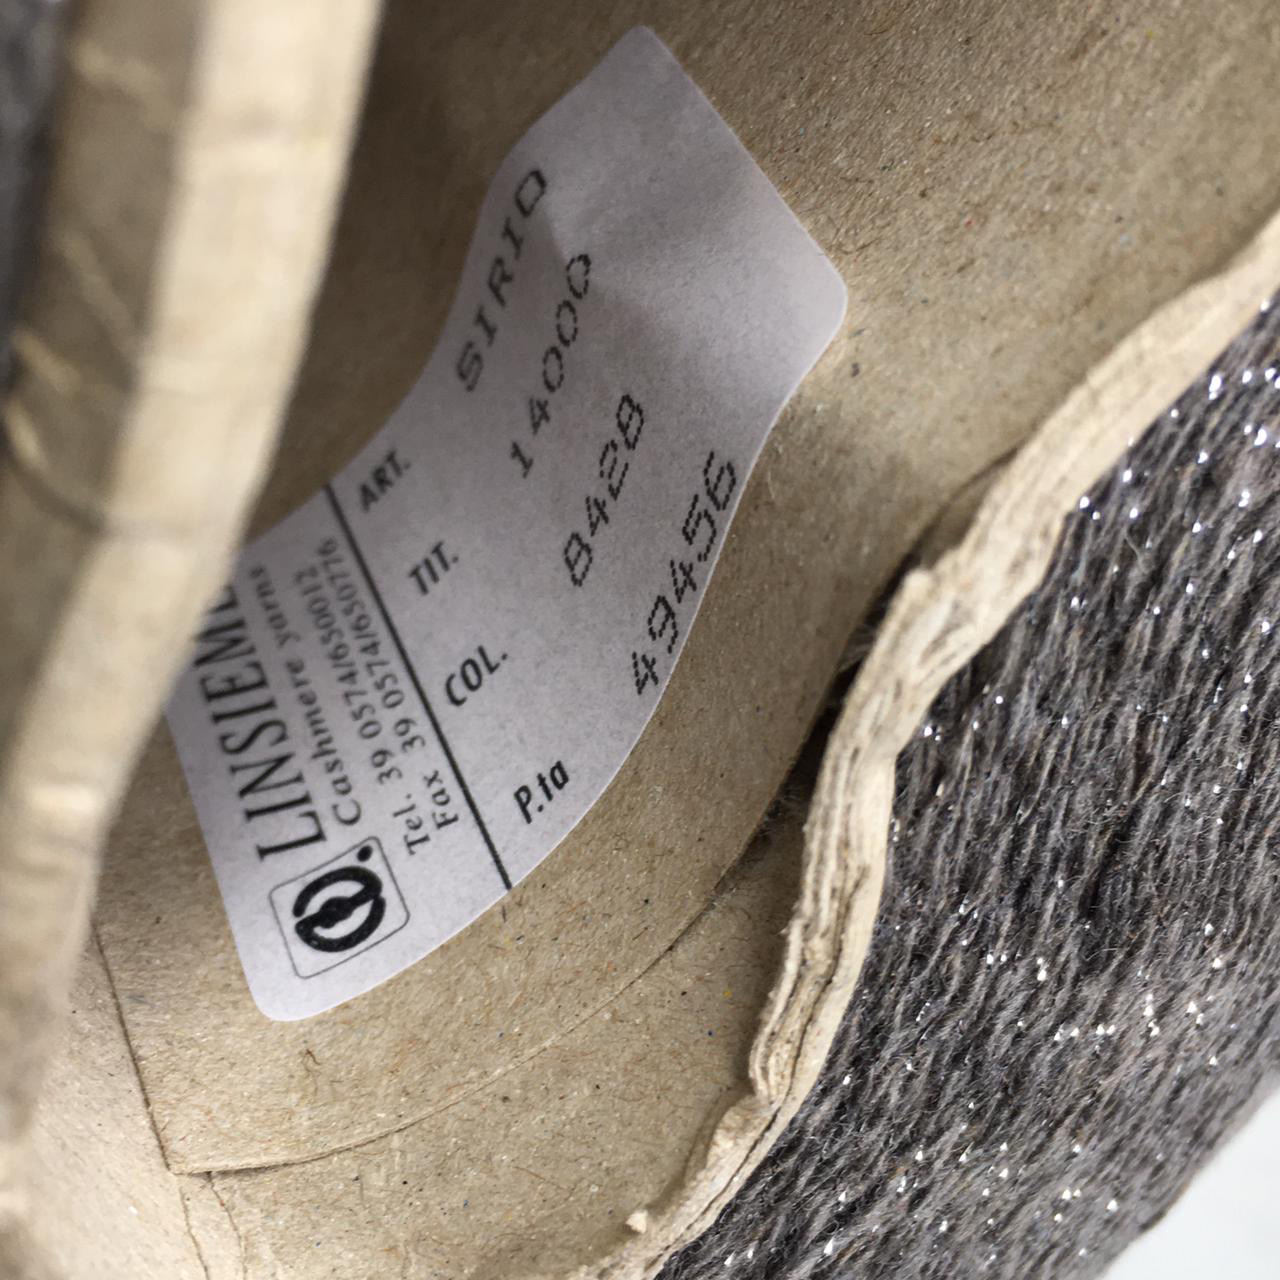 LINSIEME
Cashmere yarns
Tel. 39 0574/650012
Fax 39 0574/650776
ART. SIRIO
TIT. 14000
COL. 8428
P.ta 49456